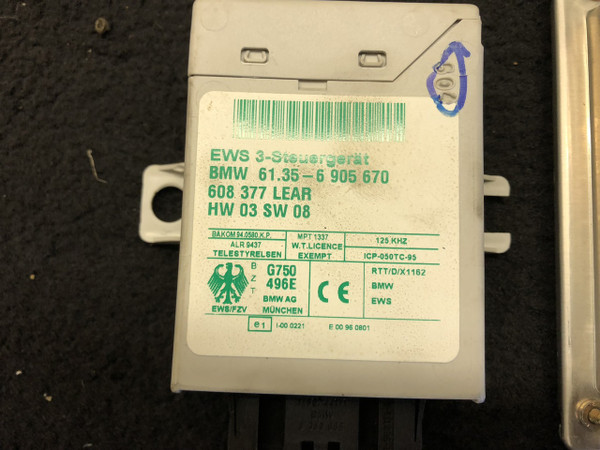 EWS 3-Steuergerät
BMW 61.35-6 905 670
608 377 LEAR
HW 03 SW 08
BAKOM 94.0580.K.P.
ALR 9437
TELESTYRELSEN
MPT 1337
W.T.LICENCE
EXEMPT
125 KHZ
ICP-050TC-95
B Z T
G750
496E
BMW AG
MÜNCHEN
EWS/FZV
CE
RTT/D/X1162
BMW
EWS
e1 I-00 0221 E 00 96 0801